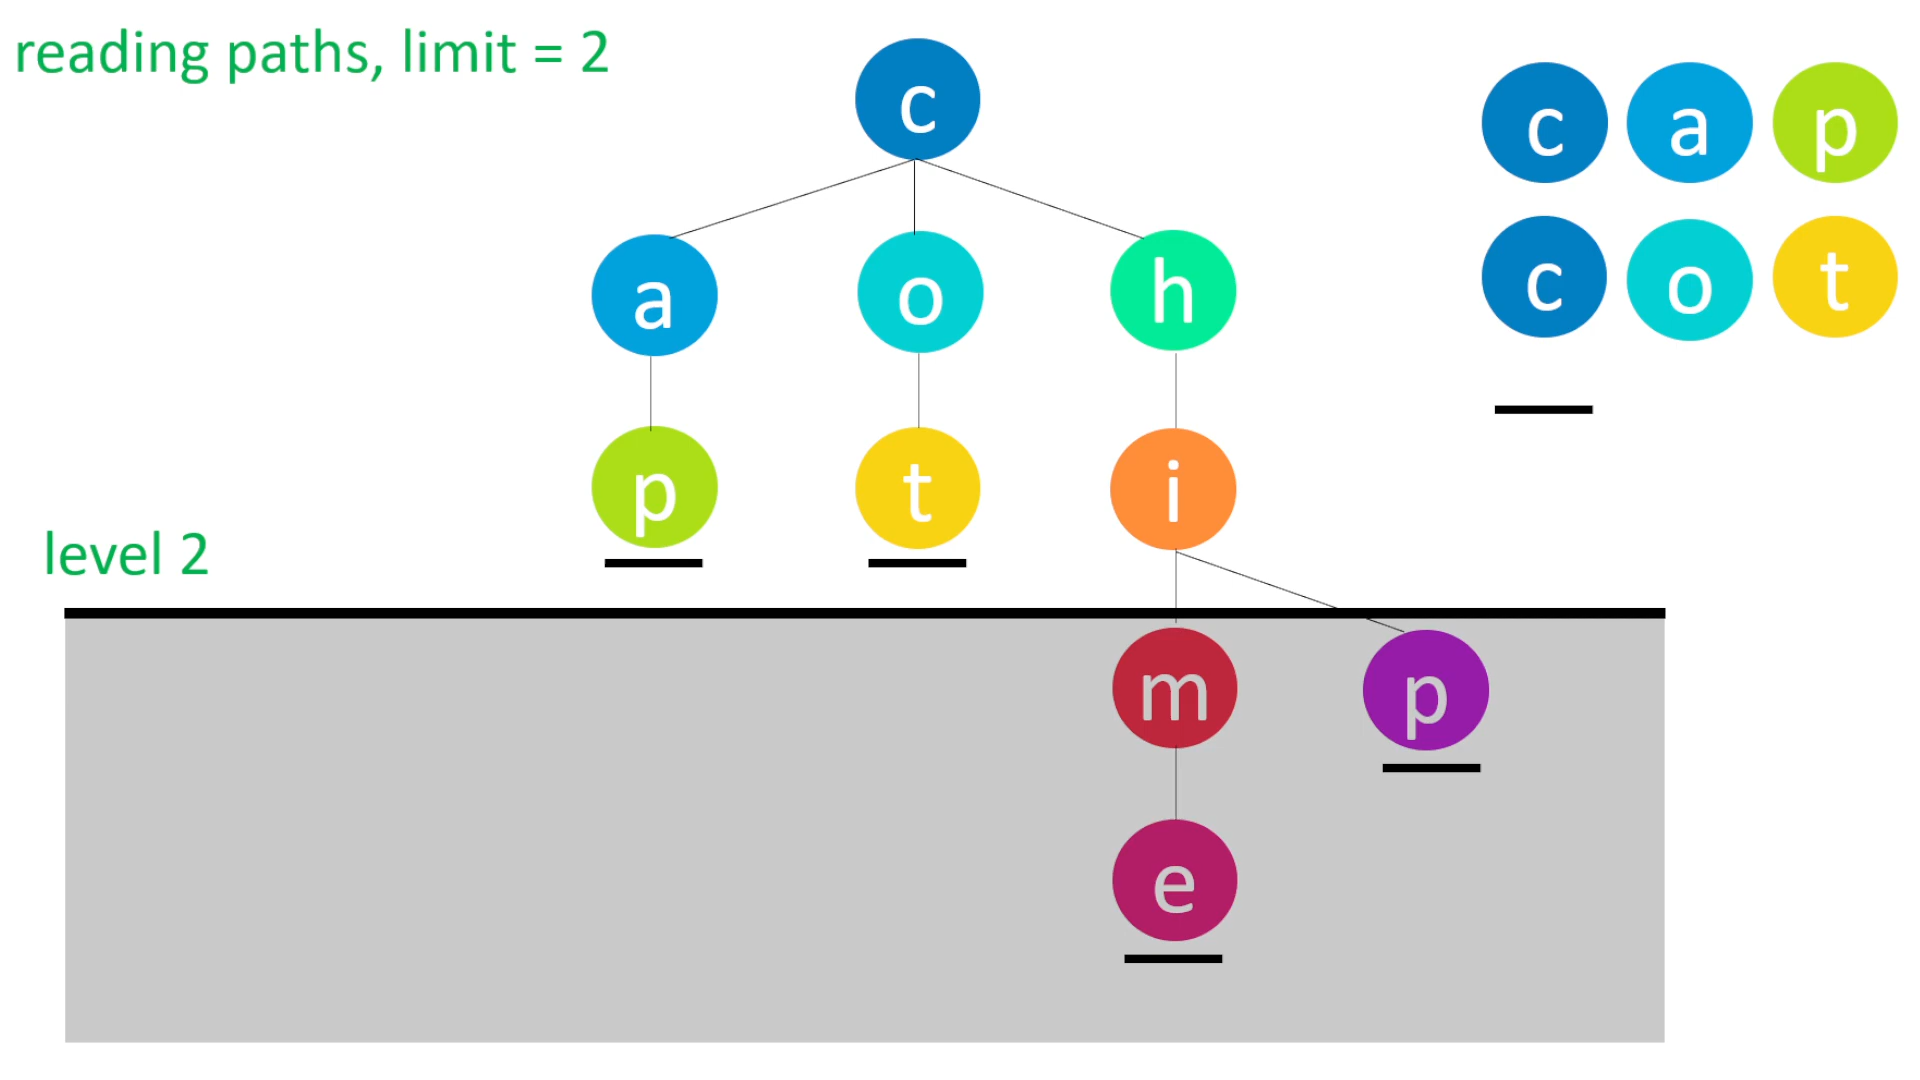 reading paths, limit = 2
c
c a p
a o h
c o t
p t i
level 2
m p
e